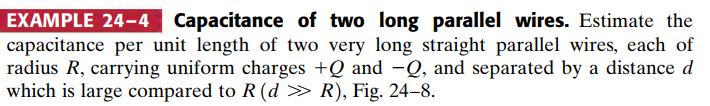 EXAMPLE 24–4 Capacitance of two long parallel wires. Estimate the
capacitance per unit length of two very long straight parallel wires, each of
radius R, carrying uniform charges +Q and −Q, and separated by a distance d
which is large compared to R (d ≫ R), Fig. 24–8.